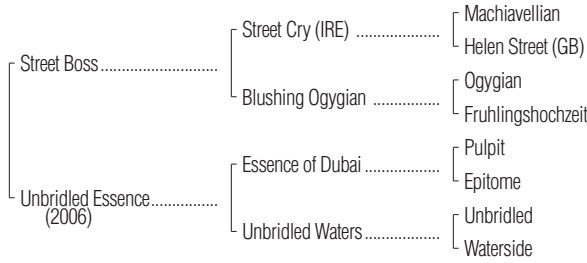 Machiavellian
Street Cry (IRE) ..................
Helen Street (GB)
Street Boss..........................
Ogygian
Blushing Ogygian ...............
Fruhlingshochzeit
Pulpit
Essence of Dubai ................
Epitome
Unbridled Essence...............
(2006)
Unbridled
Unbridled Waters.................
Waterside